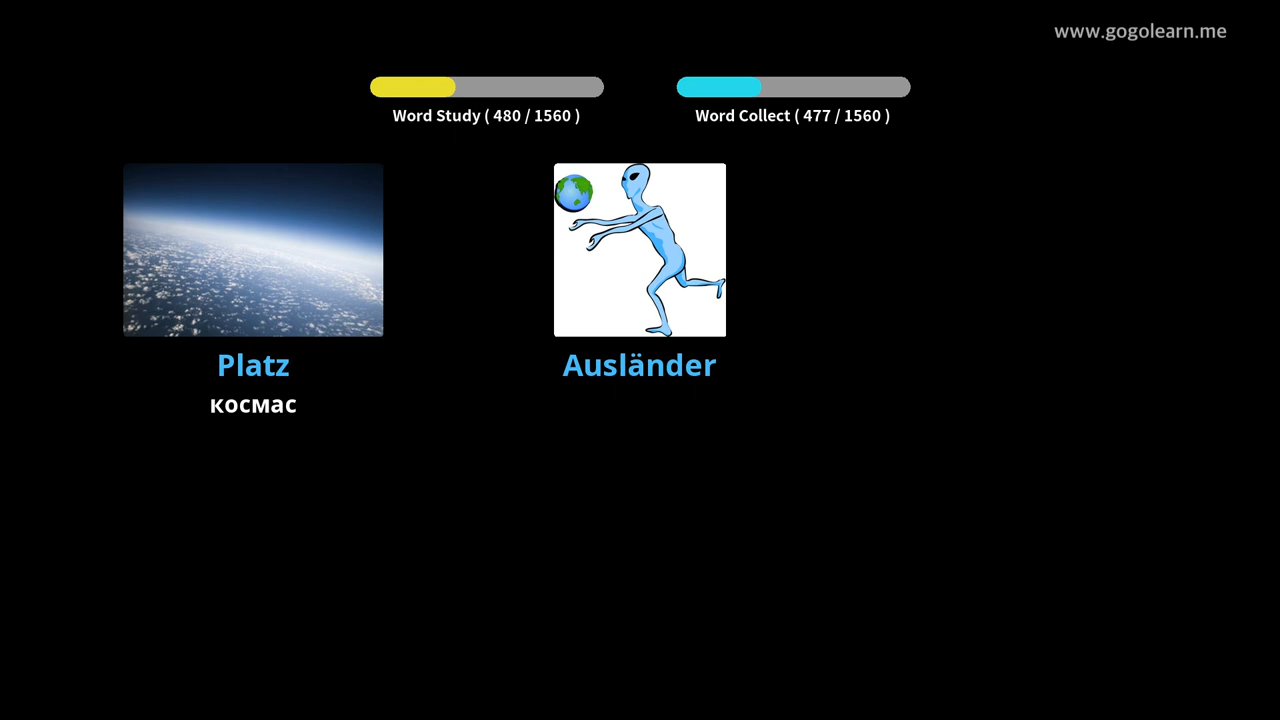 www.gogolearn.me
Word Study ( 480 / 1560 )
Word Collect ( 477 / 1560 )
Platz
космас
Ausländer